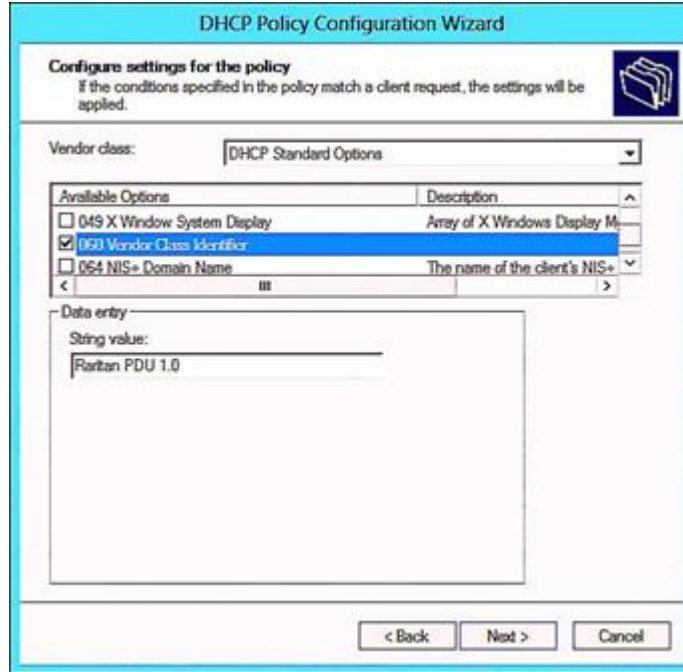 DHCP Policy Configuration Wizard
Configure settings for the policy
If the conditions specified in the policy match a client request, the settings will be
applied.
Vendor class: DHCP Standard Options
Available Options Description
049 X Window System Display Array of X Windows Display M
060 Vendor Class Identifier
064 NIS+ Domain Name The name of the client's NIS+
Data entry
String value:
Raritan PDU 1.0
< Back Next > Cancel